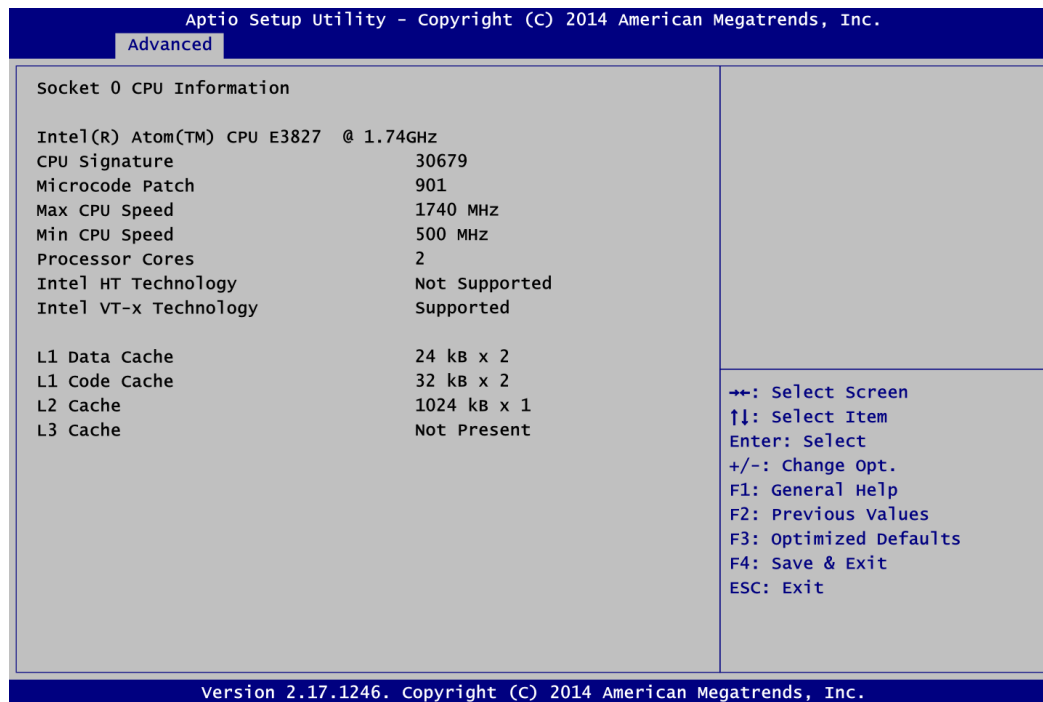 Aptio Setup Utility - Copyright (C) 2014 American Megatrends, Inc.
Advanced
Socket 0 CPU Information
Intel(R) Atom(TM) CPU E3827 @ 1.74GHz
CPU Signature 30679
Microcode Patch 901
Max CPU Speed 1740 MHz
Min CPU Speed 500 MHz
Processor Cores 2
Intel HT Technology Not Supported
Intel VT-x Technology Supported
L1 Data Cache 24 kB x 2
L1 Code Cache 32 kB x 2
L2 Cache 1024 kB x 1
L3 Cache Not Present
→←: Select Screen
↑↓: Select Item
Enter: Select
+/-: Change Opt.
F1: General Help
F2: Previous Values
F3: Optimized Defaults
F4: Save & Exit
ESC: Exit
Version 2.17.1246. Copyright (C) 2014 American Megatrends, Inc.